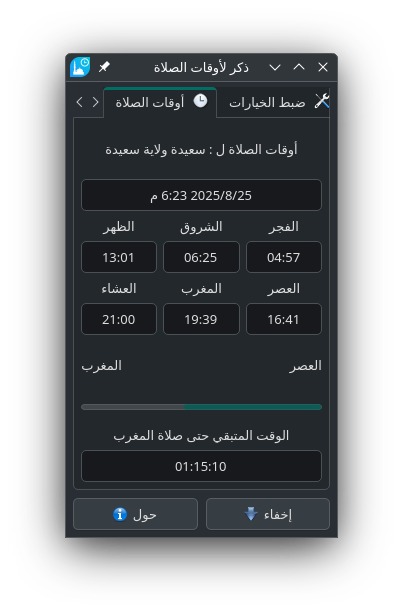 ذكر لأوقات الصلاة
ضبط الخيارات
أوقات الصلاة
أوقات الصلاة ل : سعيدة ولاية سعيدة
2025/8/25 6:23 م
الفجر الشروق الظهر
04:57 06:25 13:01
العصر المغرب العشاء
16:41 19:39 21:00
العصر المغرب
الوقت المتبقي حتى صلاة المغرب
01:15:10
إخفاء حول